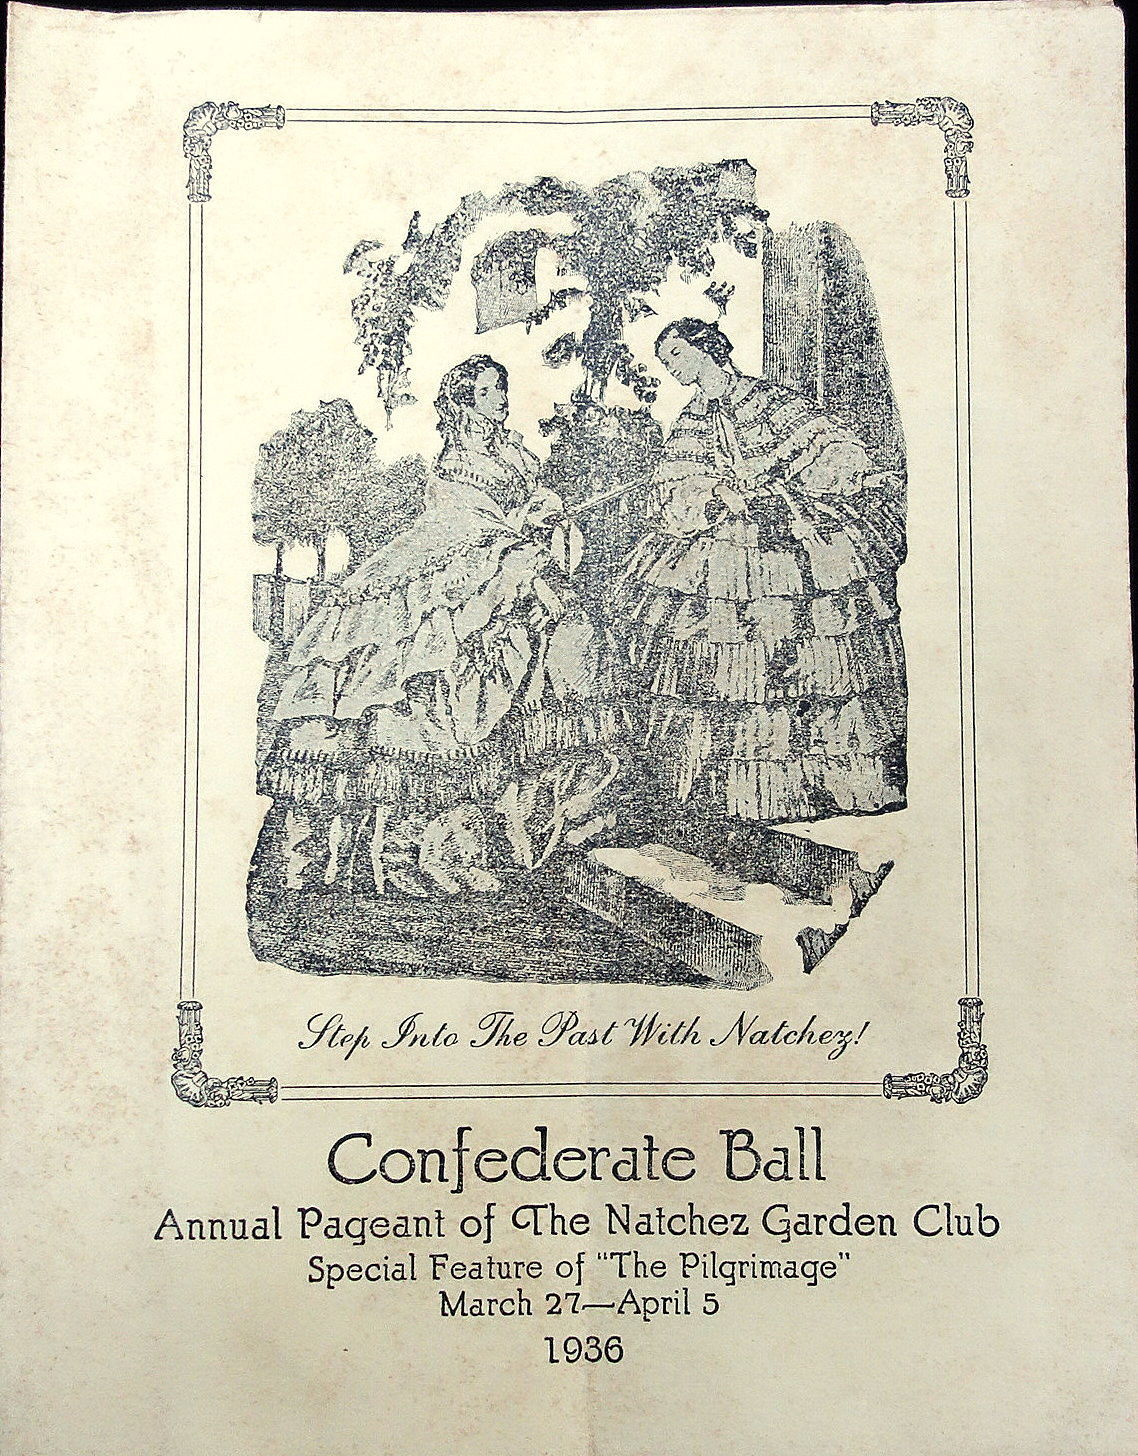 Step Into The Past With Natchez!
Confederate Ball
Annual Pageant of The Natchez Garden Club
Special Feature of "The Pilgrimage"
March 27—April 5
1936